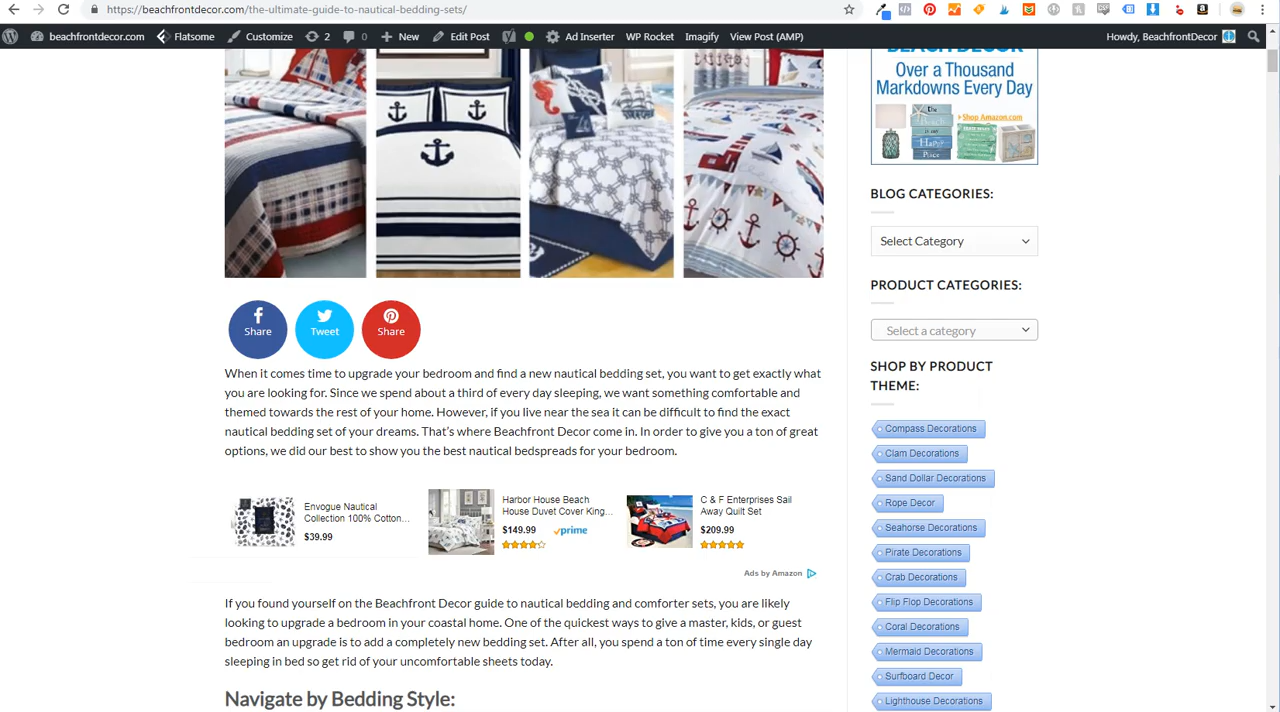 https://beachfrontdecor.com/the-ultimate-guide-to-nautical-bedding-sets/
beachfrontdecor.com Flatsome Customize 2 0 New Edit Post Ad Inserter WP Rocket Imagify View Post (AMP) Howdy, BeachfrontDecor
BEACH DECOR
Over a Thousand
Markdowns Every Day
Shop Amazon.com
BLOG CATEGORIES:
Select Category
PRODUCT CATEGORIES:
Select a category
Share
Tweet
Share
When it comes time to upgrade your bedroom and find a new nautical bedding set, you want to get exactly what
you are looking for. Since we spend about a third of every day sleeping, we want something comfortable and
themed towards the rest of your home. However, if you live near the sea it can be difficult to find the exact
nautical bedding set of your dreams. That's where Beachfront Decor come in. In order to give you a ton of great
options, we did our best to show you the best nautical bedspreads for your bedroom.
SHOP BY PRODUCT
THEME:
Compass Decorations
Clam Decorations
Sand Dollar Decorations
Rope Decor
Seahorse Decorations
Pirate Decorations
Crab Decorations
Flip Flop Decorations
Coral Decorations
Mermaid Decorations
Surfboard Decor
Lighthouse Decorations
Envogue Nautical
Collection 100% Cotton...
$39.99
Harbor House Beach
House Duvet Cover King...
$149.99 prime
C & F Enterprises Sail
Away Quilt Set
$209.99
Ads by Amazon
If you found yourself on the Beachfront Decor guide to nautical bedding and comforter sets, you are likely
looking to upgrade a bedroom in your coastal home. One of the quickest ways to give a master, kids, or guest
bedroom an upgrade is to add a completely new bedding set. After all, you spend a ton of time every single day
sleeping in bed so get rid of your uncomfortable sheets today.
Navigate by Bedding Style: